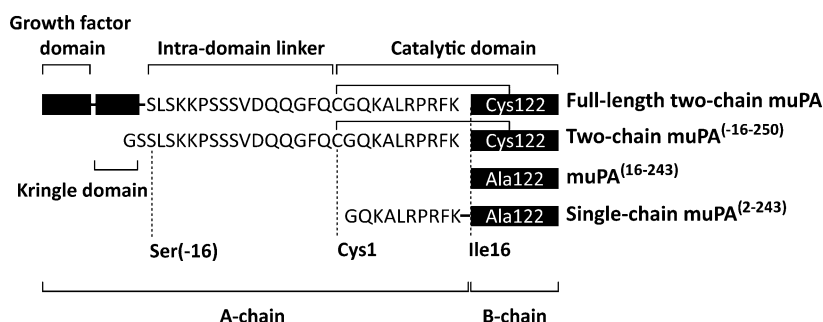 Growth factor
domain
Intra-domain linker
Catalytic domain
SLSKKPSSSVDQQGFQCGQKALRPRFK
Cys122
Full-length two-chain muPA
GSSLSKKPSSSVDQQGFQCGQKALRPRFK
Cys122
Two-chain muPA(-16-250)
Kringle domain
Ala122
muPA(16-243)
GQKALRPRFK
Ala122
Single-chain muPA(2-243)
Ser(-16)
Cys1
Ile16
A-chain
B-chain